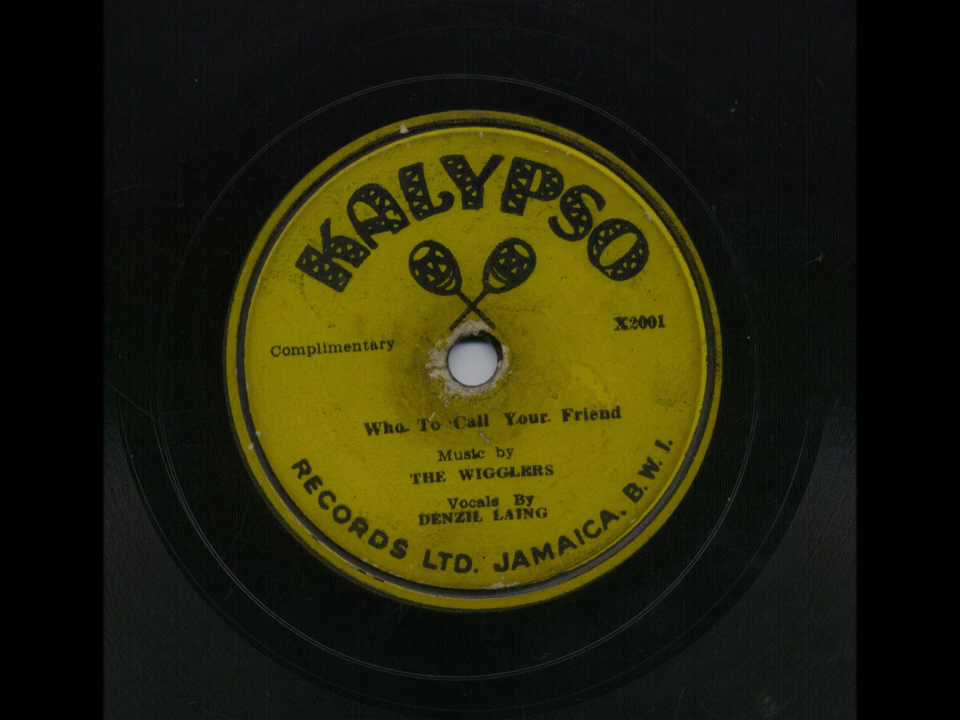 KALYPSO
X2001
Complimentary
Who To Call Your Friend
Music by
THE WIGGLERS
Vocals By
DENZIL LAING
RECORDS LTD. JAMAICA. B.W.I.